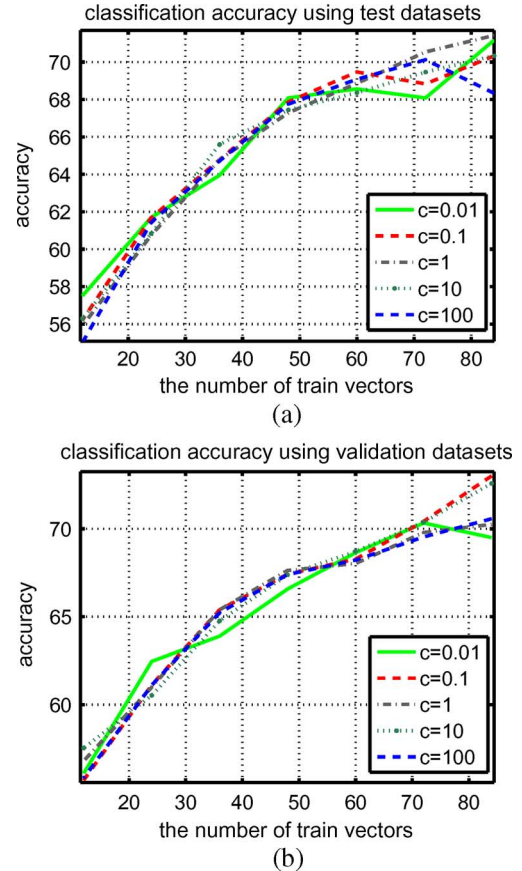 classification accuracy using test datasets
70
68
66
64
62
60
58
56
accuracy
c=0.01
c=0.1
c=1
c=10
c=100
20 30 40 50 60 70 80
the number of train vectors
(a)
classification accuracy using validation datasets
70
65
60
accuracy
c=0.01
c=0.1
c=1
c=10
c=100
20 30 40 50 60 70 80
the number of train vectors
(b)